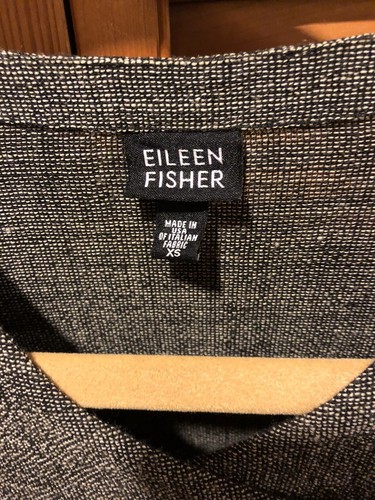 EILEEN
FISHER
MADE IN
USA
OF ITALIAN
FABRIC
XS